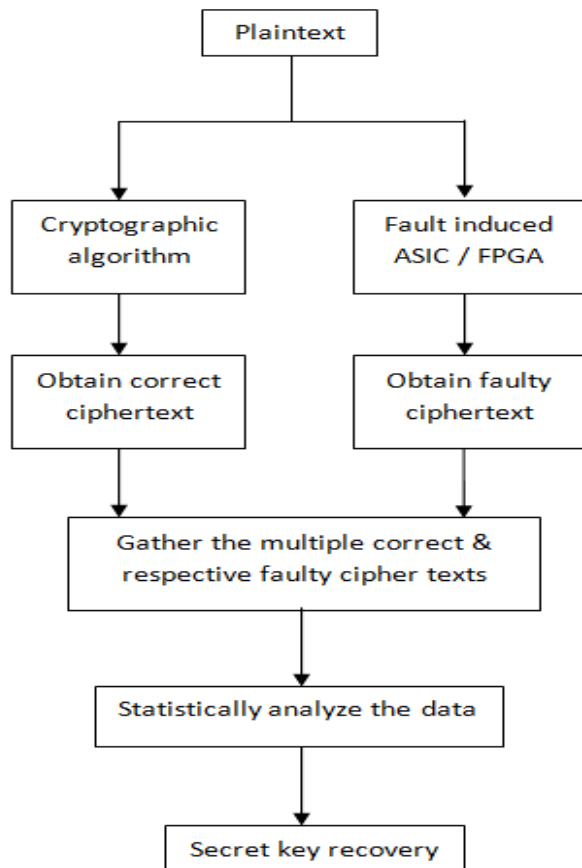 Plaintext
Cryptographic
algorithm
Fault induced
ASIC / FPGA
Obtain correct
ciphertext
Obtain faulty
ciphertext
Gather the multiple correct &
respective faulty cipher texts
Statistically analyze the data
Secret key recovery